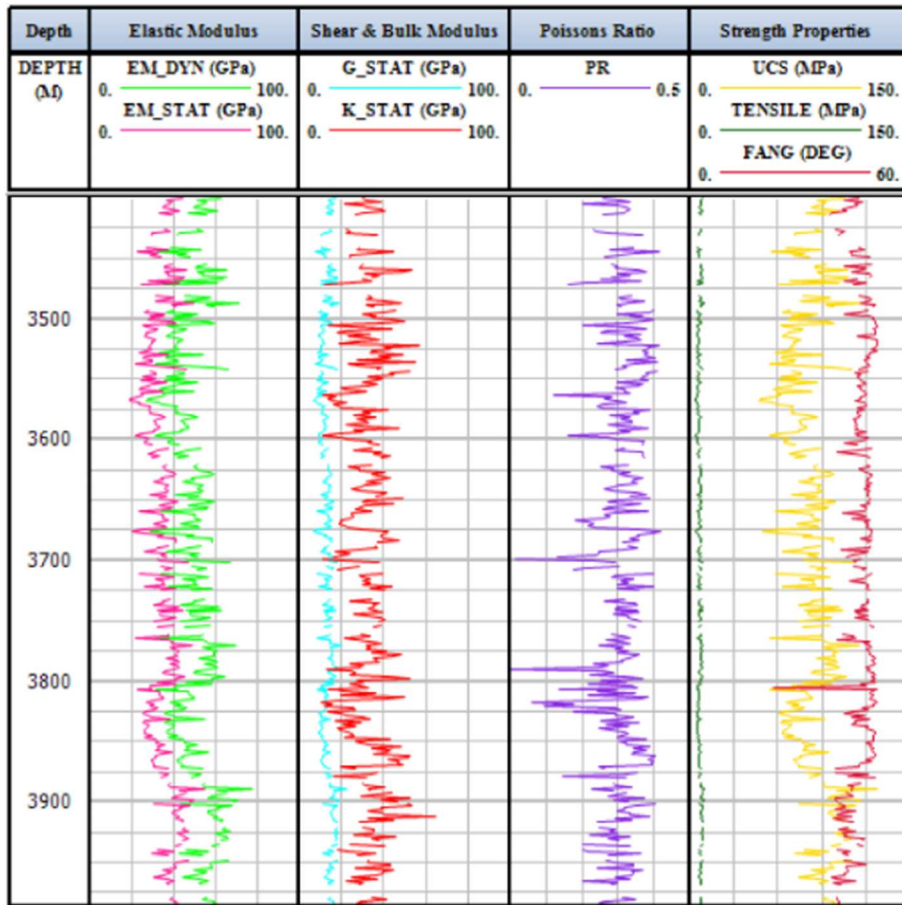 Depth Elastic Modulus Shear & Bulk Modulus Poissons Ratio Strength Properties
DEPTH (M)
EM_DYN (GPa)
0. 100.
EM_STAT (GPa)
0. 100.
G_STAT (GPa)
0. 100.
K_STAT (GPa)
0. 100.
PR
0. 0.5
UCS (MPa)
0. 150.
TENSILE (MPa)
0. 150.
FANG (DEG)
0. 60.
3500
3600
3700
3800
3900